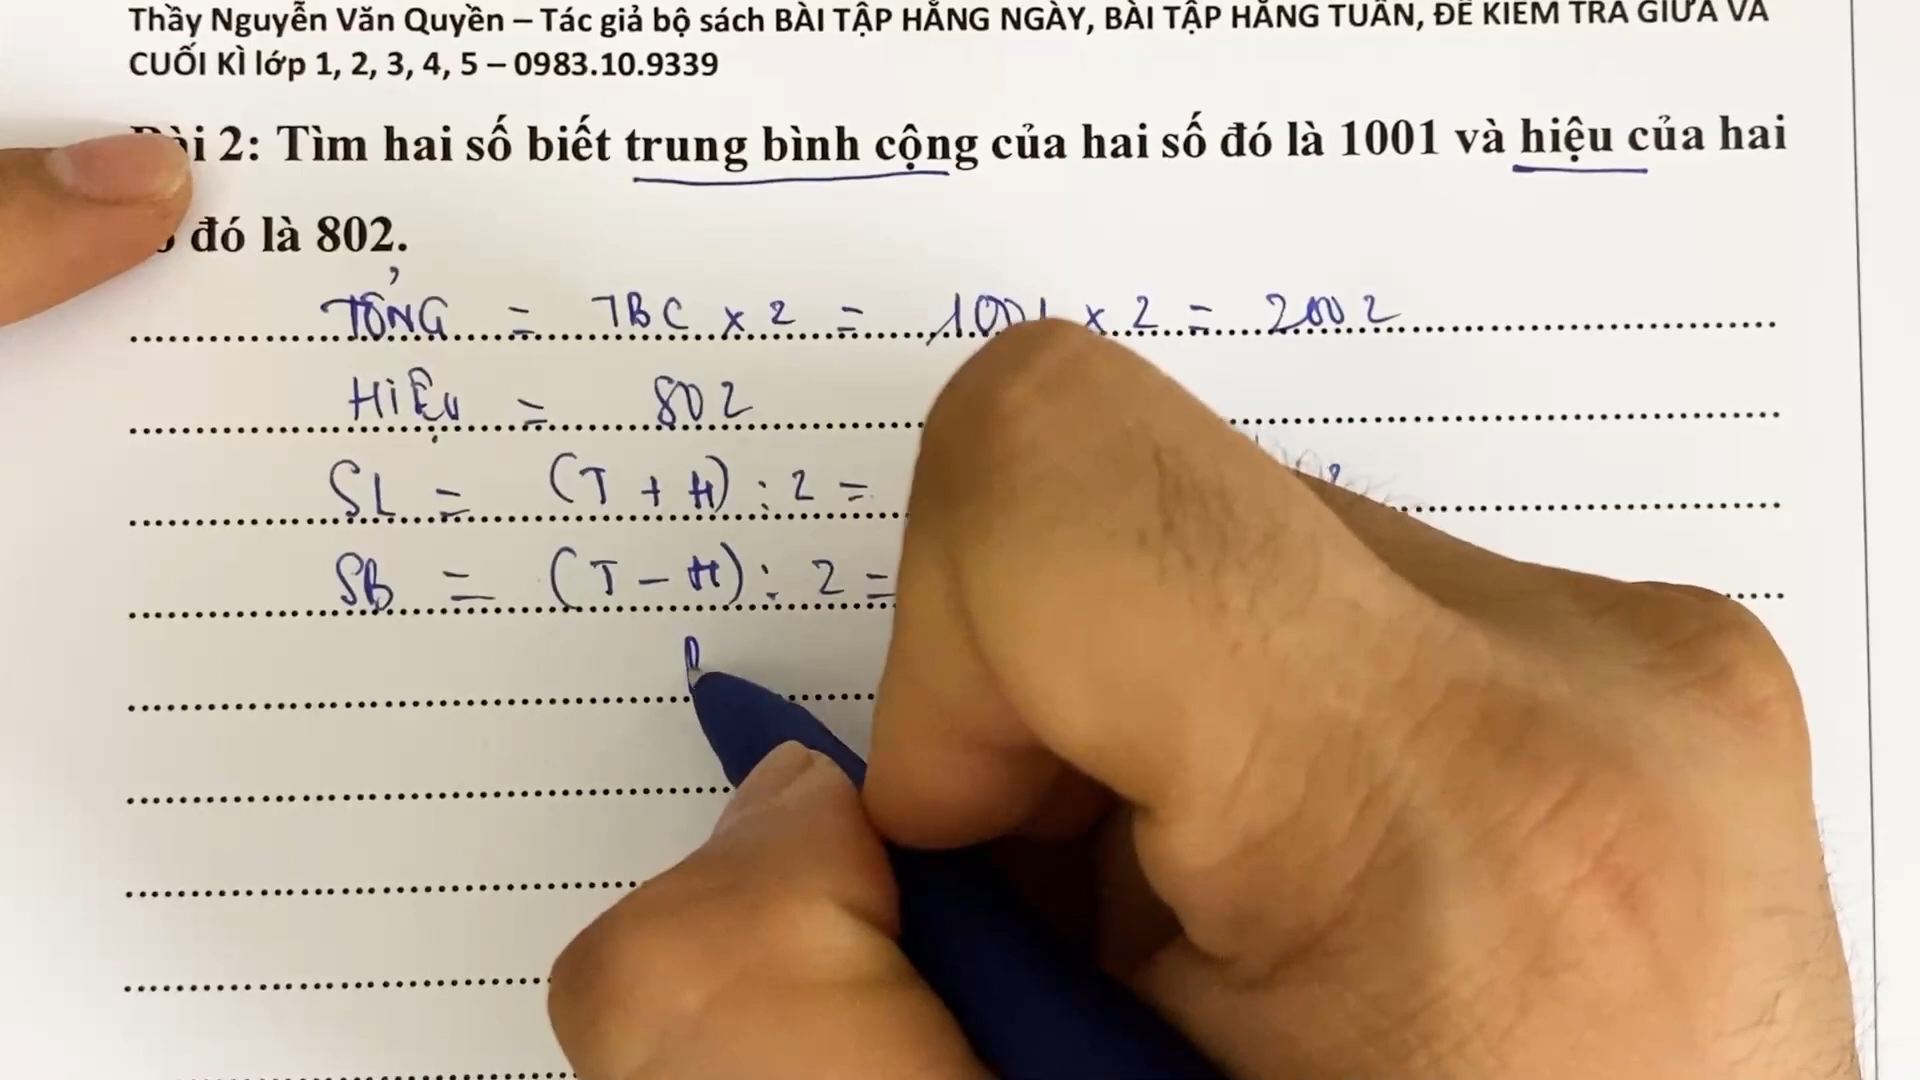 Thầy Nguyễn Văn Quyền – Tác giả bộ sách BÀI TẬP HẰNG NGÀY, BÀI TẬP HẰNG TUẦN, ĐỀ KIỂM TRA GIỮA VÀ
CUỐI KÌ lớp 1, 2, 3, 4, 5 – 0983.10.9339
2: Tìm hai số biết trung bình cộng của hai số đó là 1001 và hiệu của hai
đó là 802.
TỔNG = TBC x 2 = 1001 x 2 = 2002
HiỆu = 802
SL = (T + H) : 2 =
SB = (T - H) : 2 =